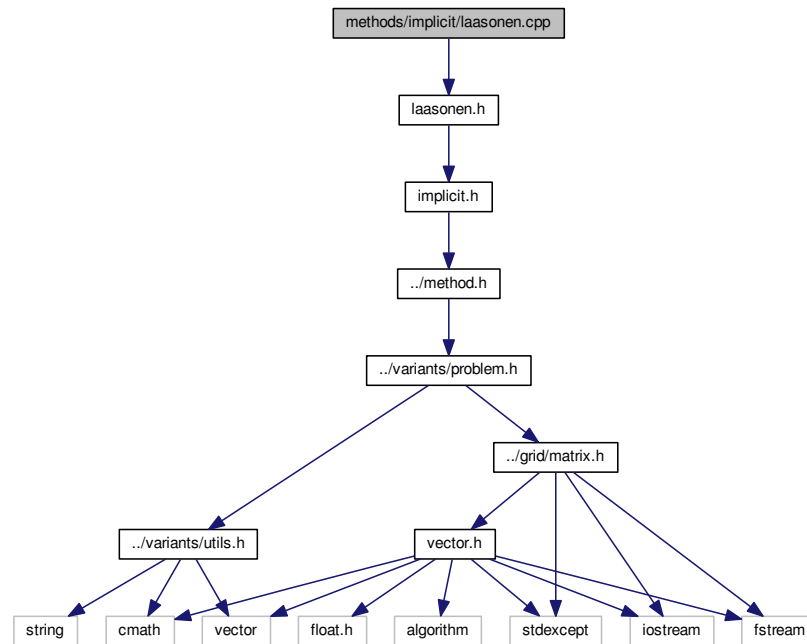 methods/implicit/laasonen.cpp
laasonen.h
implicit.h
../method.h
../variants/problem.h
../grid/matrix.h
../variants/utils.h
vector.h
string
cmath
vector
float.h
algorithm
stdexcept
iostream
fstream